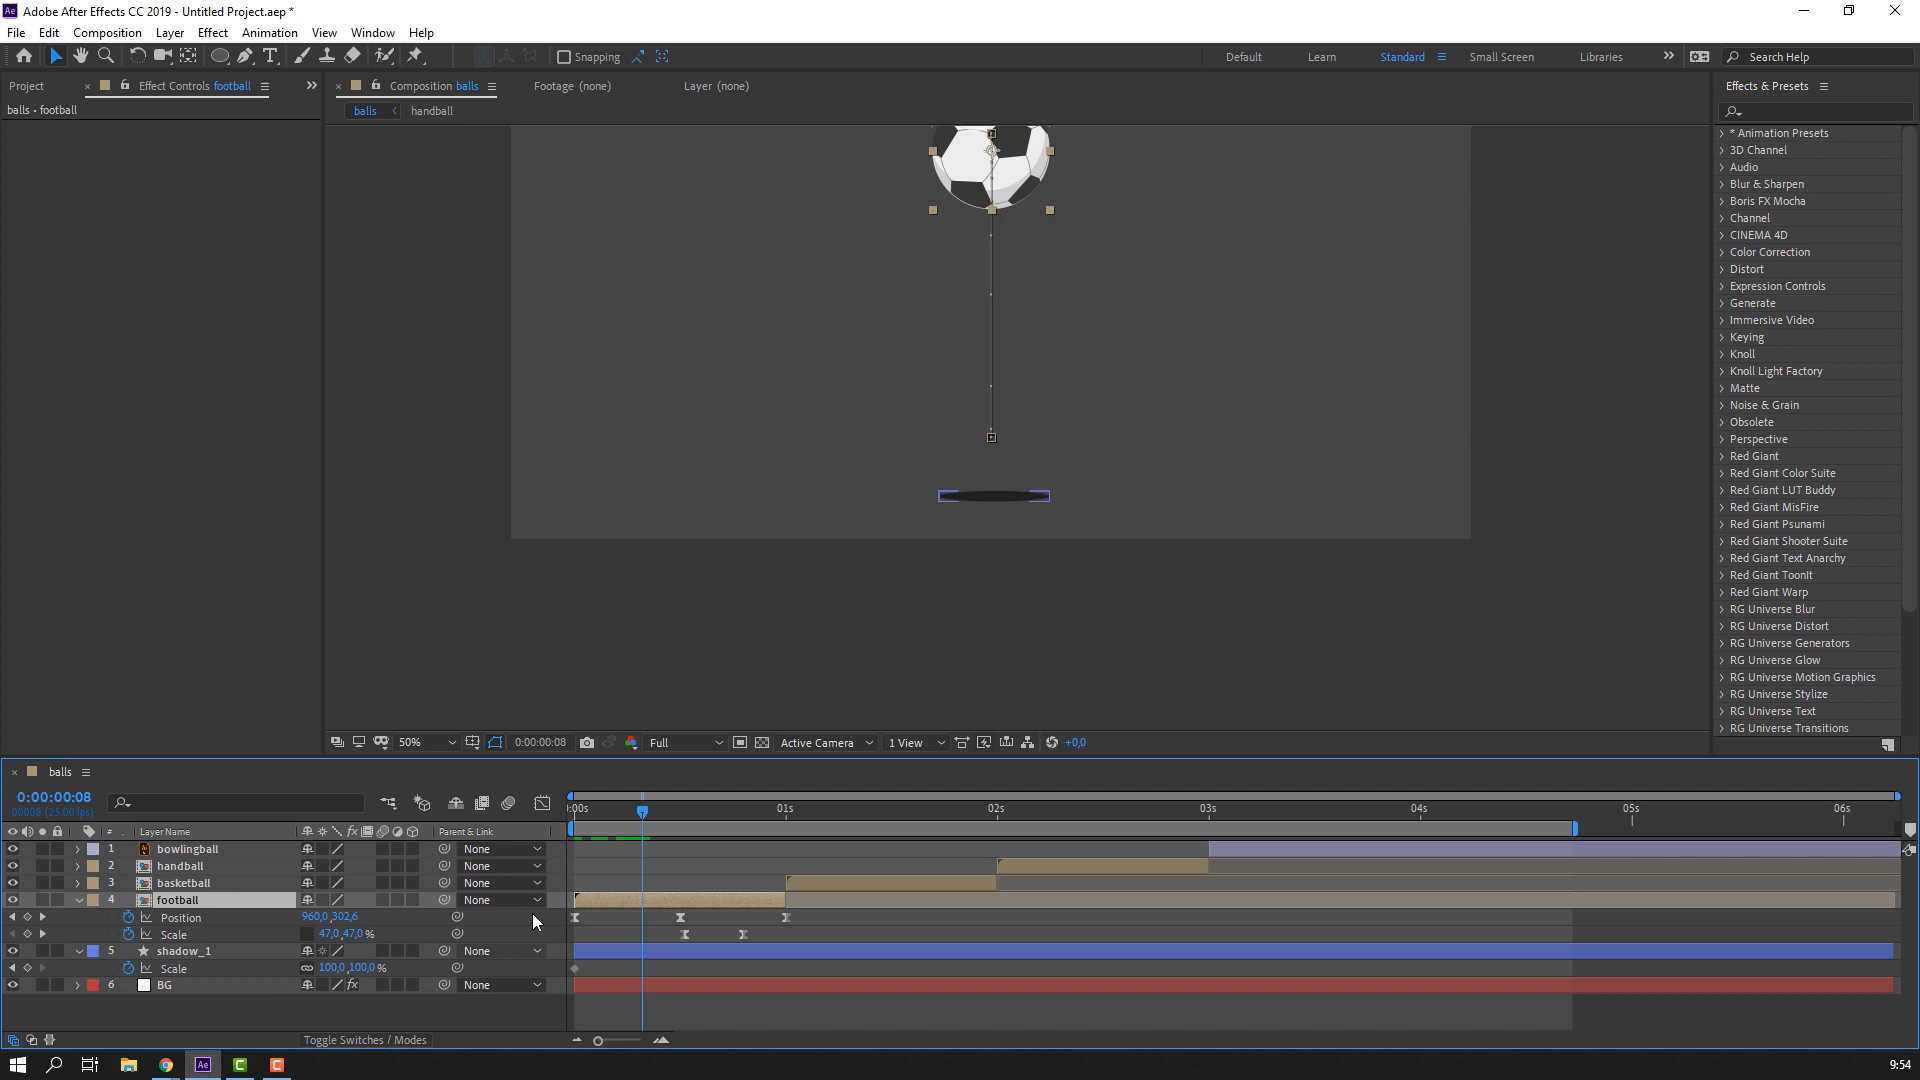 Adobe After Effects CC 2019 - Untitled Project.aep *
File Edit Composition Layer Effect Animation View Window Help
Snapping Default Learn Standard Small Screen Libraries Search Help
Project Effect Controls football Composition balls Footage (none) Layer (none) Effects & Presets
balls • football
balls handball
* Animation Presets
3D Channel
Audio
Blur & Sharpen
Boris FX Mocha
Channel
CINEMA 4D
Color Correction
Distort
Expression Controls
Generate
Immersive Video
Keying
Knoll
Knoll Light Factory
Matte
Noise & Grain
Obsolete
Perspective
Red Giant
Red Giant Color Suite
Red Giant LUT Buddy
Red Giant MisFire
Red Giant Psunami
Red Giant Shooter Suite
Red Giant Text Anarchy
Red Giant ToonIt
Red Giant Warp
RG Universe Blur
RG Universe Distort
RG Universe Generators
RG Universe Glow
RG Universe Motion Graphics
RG Universe Stylize
RG Universe Text
RG Universe Transitions
50% 0:00:00:08 Full Active Camera 1 View +0,0
balls
0:00:00:08
00008 (25.00 fps)
:00s 01s 02s 03s 04s 05s 06s
# Layer Name fx Parent & Link
1 bowlingball None
2 handball None
3 basketball None
4 football None
Position 960,0,302,6
Scale 47,0,47,0 %
5 shadow_1 None
Scale 100,0,100,0 %
6 BG fx None
Toggle Switches / Modes
Ae C C 9:54